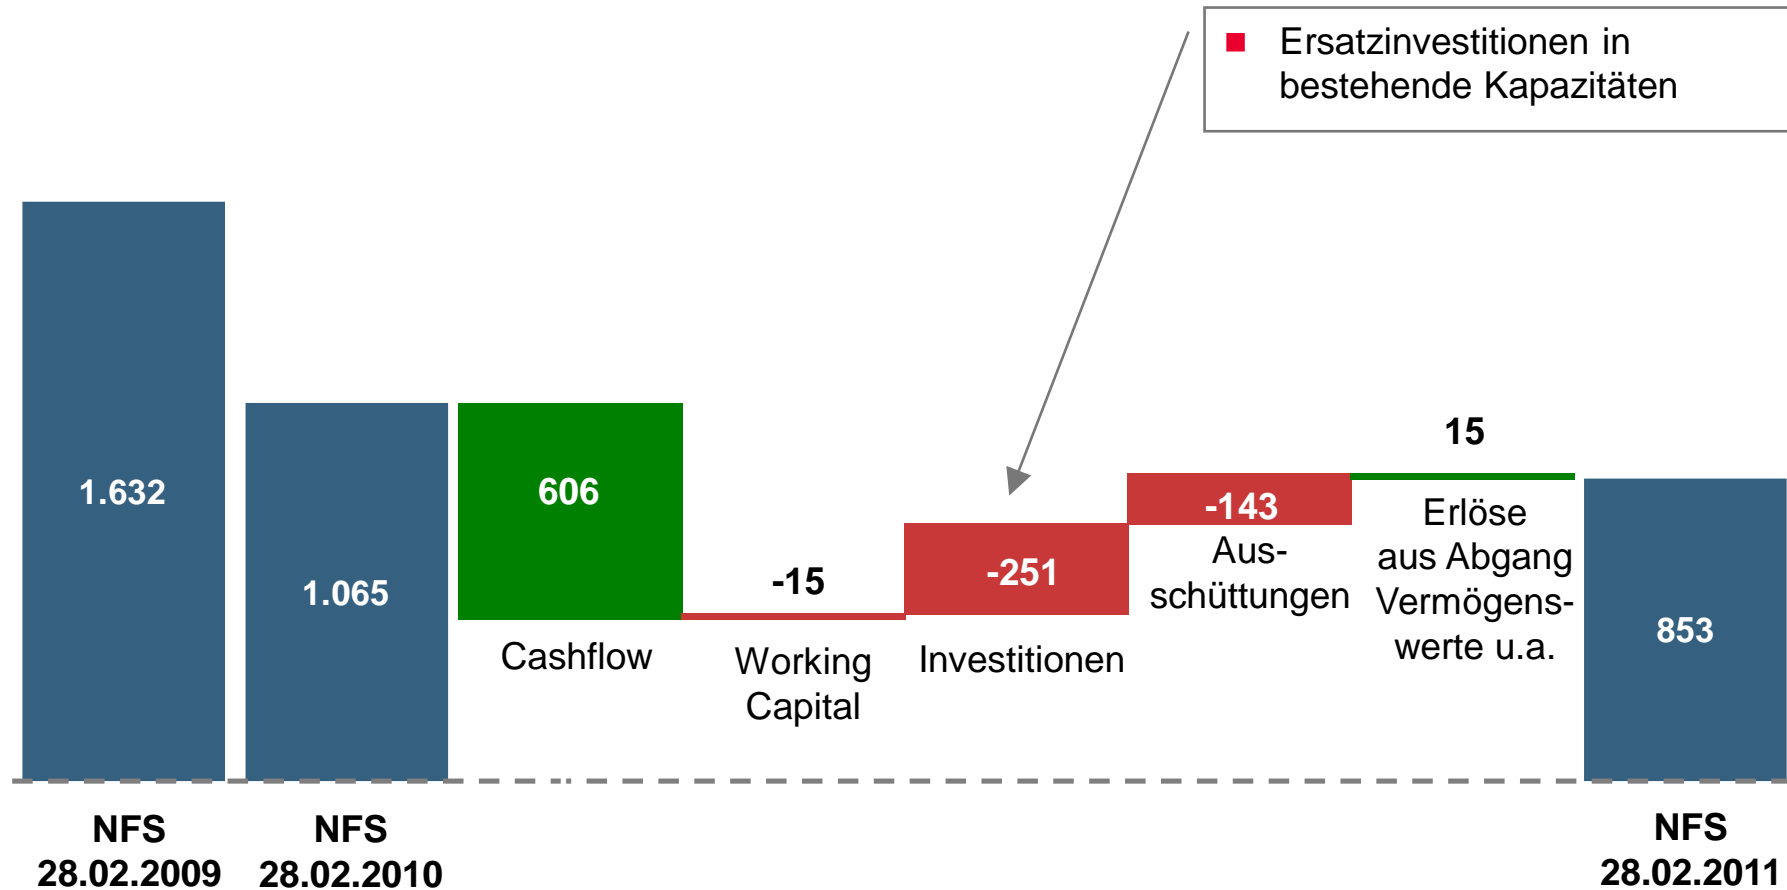 Ersatzinvestitionen in
bestehende Kapazitäten
1.632
1.065
606
-15
-251
-143
15
853
Cashflow
Working
Capital
Investitionen
Aus-
schüttungen
Erlöse
aus Abgang
Vermögens-
werte u.a.
NFS
28.02.2009
NFS
28.02.2010
NFS
28.02.2011